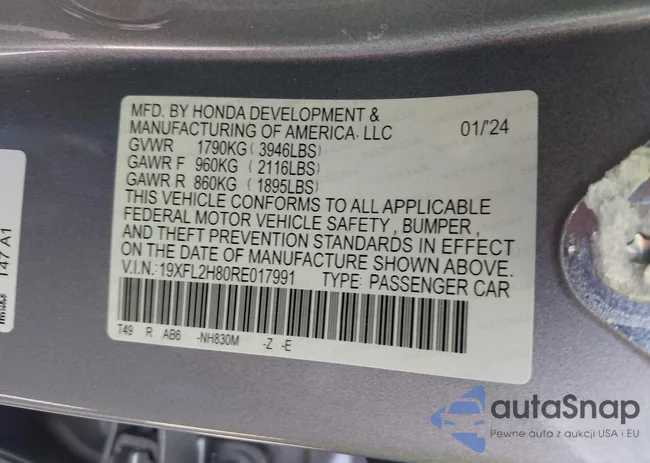 MFD. BY HONDA DEVELOPMENT &
MANUFACTURING OF AMERICA, LLC 01/'24
GVWR 1790KG (3946LBS)
GAWR F 960KG (2116LBS)
GAWR R 860KG (1895LBS)
THIS VEHICLE CONFORMS TO ALL APPLICABLE
FEDERAL MOTOR VEHICLE SAFETY, BUMPER,
AND THEFT PREVENTION STANDARDS IN EFFECT
ON THE DATE OF MANUFACTURE SHOWN ABOVE.
V.I.N.:19XFL2H80RE017991 TYPE: PASSENGER CAR
T49 R AB6 -NH830M -Z -E
T47 A1
autaSnap
Pewne auta z aukcji USA i EU